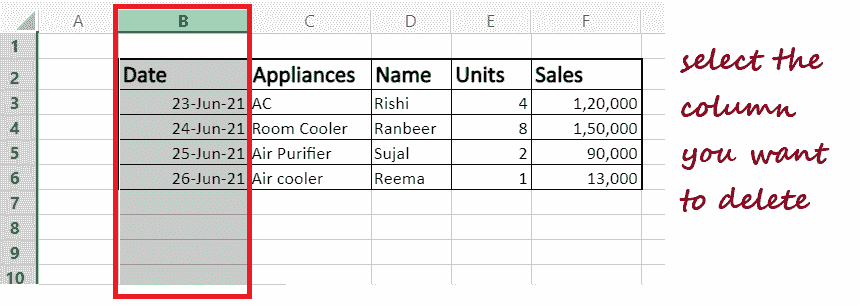 A B C D E F
1
2 Date Appliances Name Units Sales
3 23-Jun-21 AC Rishi 4 1,20,000
4 24-Jun-21 Room Cooler Ranbeer 8 1,50,000
5 25-Jun-21 Air Purifier Sujal 2 90,000
6 26-Jun-21 Air cooler Reema 1 13,000
7
8
9
10
select the
column
you want
to delete